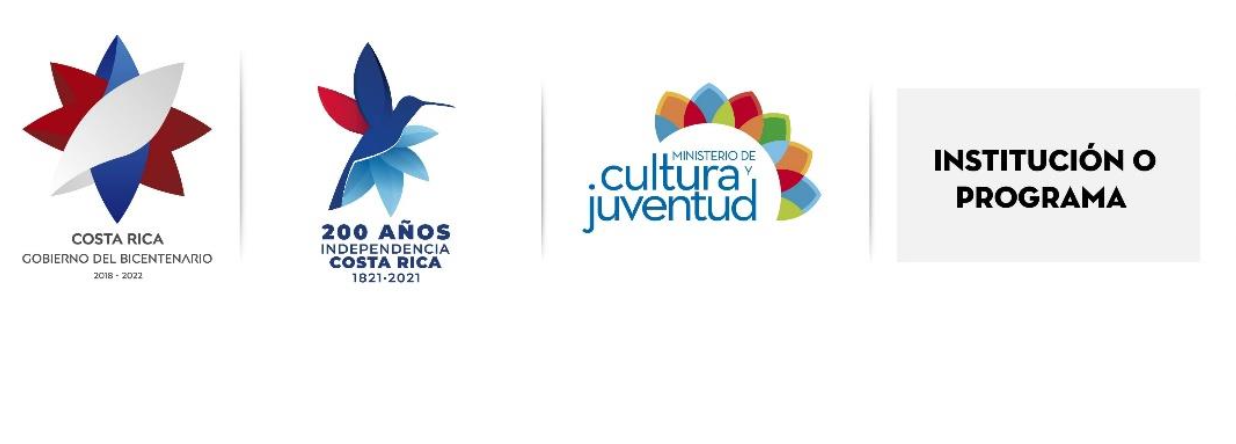 COSTA RICA
GOBIERNO DEL BICENTENARIO
2018 - 2022
200 AÑOS
INDEPENDENCIA
COSTA RICA
1821·2021
MINISTERIO DE
cultura y
juventud
INSTITUCIÓN O
PROGRAMA